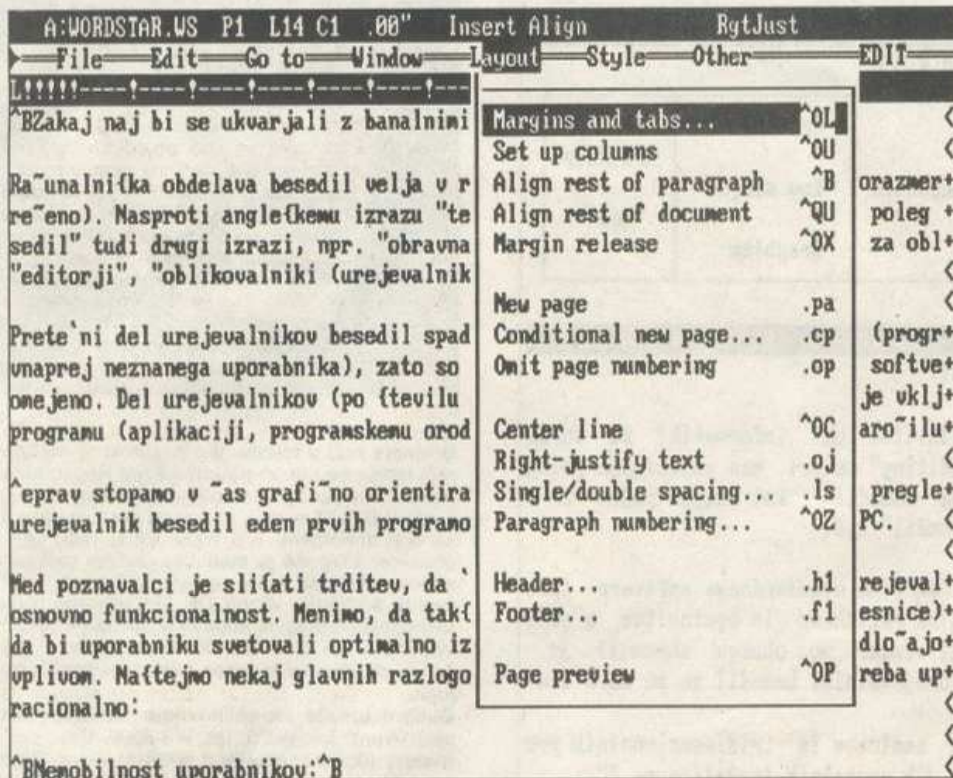 A:WORDSTAR.WS P1 L14 C1 .00" Insert Align RgtJust
File Edit Go to Window Layout Style Other EDIT
L!!!!!----!----!----!----!----!----!---
^BZakaj naj bi se ukvarjali z banalnimi Margins and tabs... ^OL <
Set up columns ^OU <
Ra~unalni{ka obdelava besedil velja v r Align rest of paragraph ^B orazmer+
re~eno). Nasproti angle{kemu izrazu "te Align rest of document ^QU poleg +
sedil" tudi drugi izrazi, npr. "obravna Margin release ^OX za obl+
"editorji", "oblikovalniki (urejevalnik <
New page .pa <
Prete`ni del urejevalnikov besedil spad Conditional new page... .cp (progr+
vnaprej neznanega uporabnika), zato so Omit page numbering .op softve+
omejeno. Del urejevalnikov (po {tevilu je vklj+
programu (aplikaciji, programskemu orod Center line ^OC aro~ilu+
Right-justify text .oj <
^eprav stopamo v ~as grafi~no orientira Single/double spacing... .ls pregle+
urejevalnik besedil eden prvih programo Paragraph numbering... ^OZ PC. <
<
Med poznavalci je sli{ati trditev, da ` Header... .h1 rejeval+
osnovno funkcionalnost. Menimo, da tak{ Footer... .f1 esnice)+
da bi uporabniku svetovali optimalno iz dlo~ajo+
vplivom. Na{tejmo nekaj glavnih razlogo Page preview ^OP reba up+
racionalno: <
<
^BNemobilnost uporabnikov:^B <